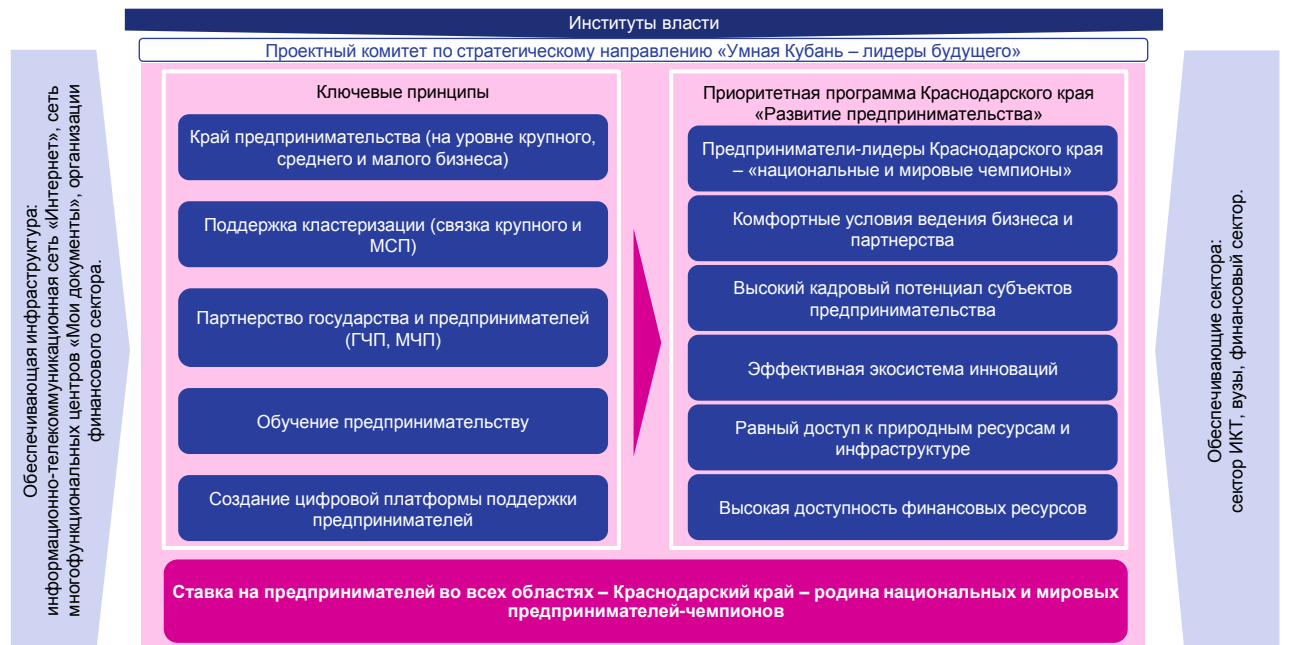 Институты власти
Проектный комитет по стратегическому направлению «Умная Кубань – лидеры будущего»
Обеспечивающая инфраструктура:
информационно-телекоммуникационная сеть «Интернет», сеть
многофункциональных центров «Мои документы», организации
финансового сектора.
Ключевые принципы
Край предпринимательства (на уровне крупного,
среднего и малого бизнеса)
Поддержка кластеризации (связка крупного и
МСП)
Партнерство государства и предпринимателей
(ГЧП, МЧП)
Обучение предпринимательству
Создание цифровой платформы поддержки
предпринимателей
Приоритетная программа Краснодарского края
«Развитие предпринимательства»
Предприниматели-лидеры Краснодарского края
– «национальные и мировые чемпионы»
Комфортные условия ведения бизнеса и
партнерства
Высокий кадровый потенциал субъектов
предпринимательства
Эффективная экосистема инноваций
Равный доступ к природным ресурсам и
инфраструктуре
Высокая доступность финансовых ресурсов
Ставка на предпринимателей во всех областях – Краснодарский край – родина национальных и мировых
предпринимателей-чемпионов
Обеспечивающие сектора:
сектор ИКТ, вузы, финансовый сектор.